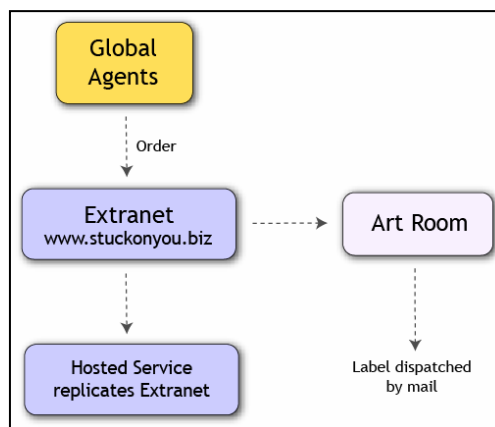 Global
Agents
Order
Extranet
www.stuckonyou.biz
Art Room
Hosted Service
replicates Extranet
Label dispatched
by mail